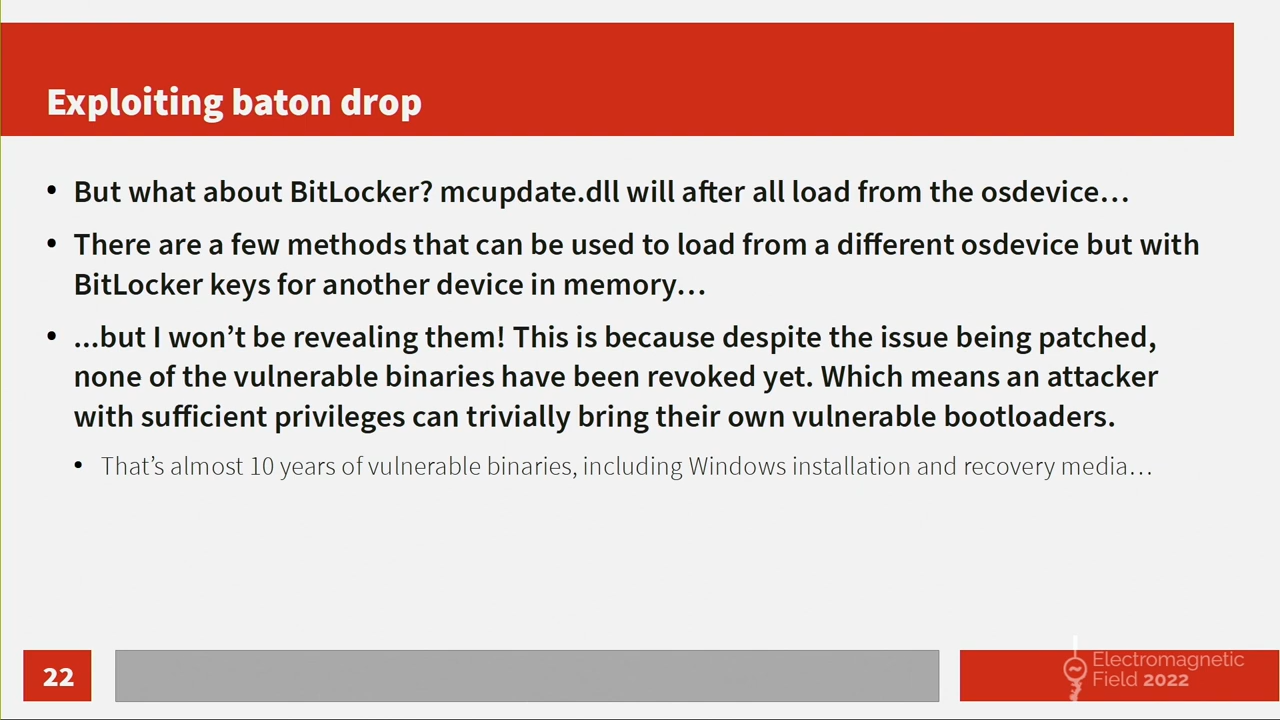 Exploiting baton drop
• But what about BitLocker? mcupdate.dll will after all load from the osdevice…
• There are a few methods that can be used to load from a different osdevice but with
BitLocker keys for another device in memory…
• ...but I won’t be revealing them! This is because despite the issue being patched,
none of the vulnerable binaries have been revoked yet. Which means an attacker
with sufficient privileges can trivially bring their own vulnerable bootloaders.
• That’s almost 10 years of vulnerable binaries, including Windows installation and recovery media…
22
Electromagnetic
Field 2022